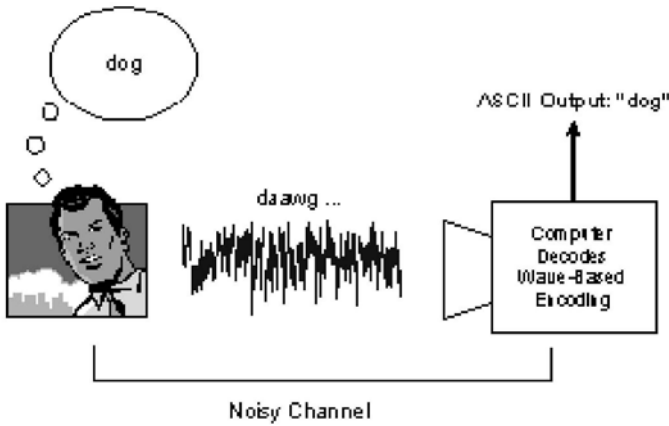 dog
ASCII Output: "dog"
daawg ...
Computer
Decodes
Wave-Based
Encoding
Noisy Channel